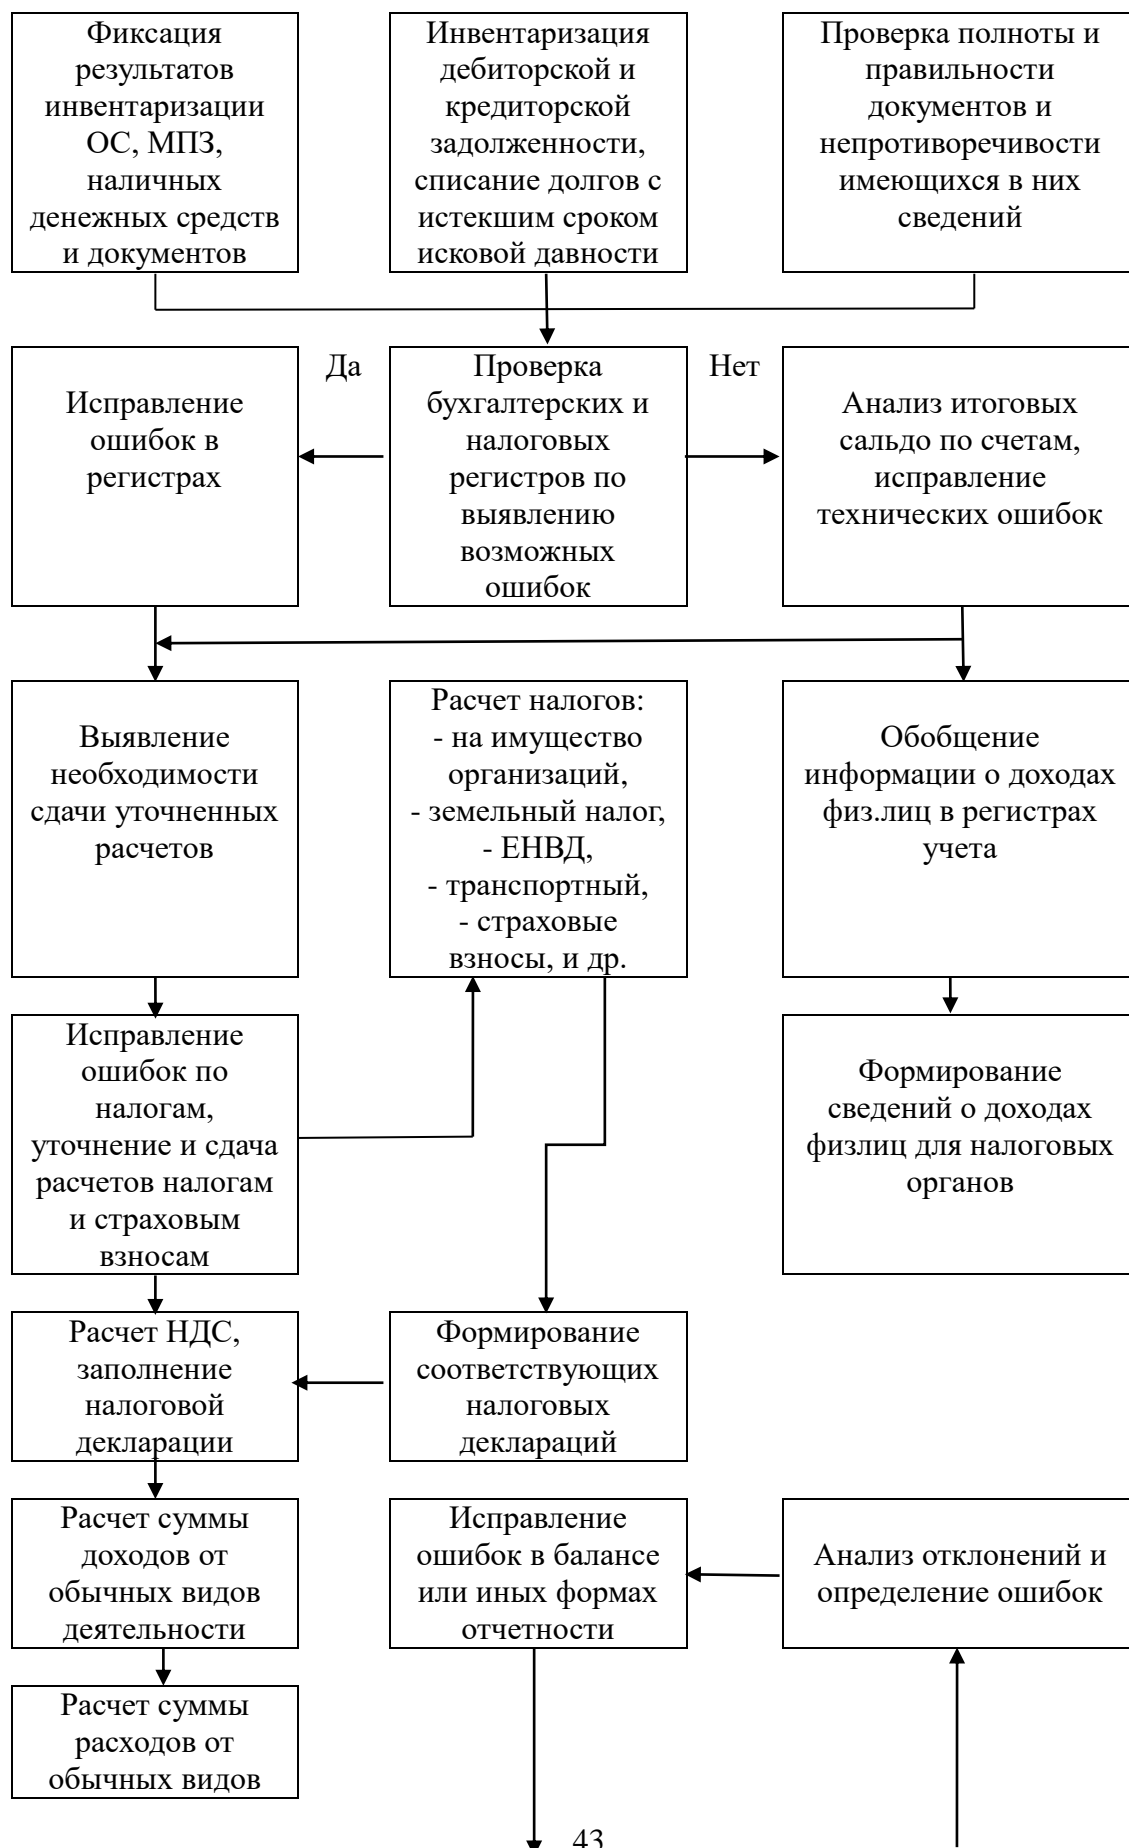 Фиксация
результатов
инвентаризации
ОС, МПЗ,
наличных
денежных средств
и документов
Инвентаризация
дебиторской и
кредиторской
задолженности,
списание долгов с
истекшим сроком
исковой давности
Проверка полноты и
правильности
документов и
непротиворечивости
имеющихся в них
сведений
Исправление
ошибок в
регистрах
Да
Проверка
бухгалтерских и
налоговых
регистров по
выявлению
возможных
ошибок
Нет
Анализ итоговых
сальдо по счетам,
исправление
технических ошибок
Выявление
необходимости
сдачи уточненных
расчетов
Расчет налогов:
- на имущество
организаций,
- земельный налог,
- ЕНВД,
- транспортный,
- страховые
взносы, и др.
Обобщение
информации о доходах
физ.лиц в регистрах
учета
Исправление
ошибок по
налогам,
уточнение и сдача
расчетов налогам
и страховым
взносам
Формирование
сведений о доходах
физлиц для налоговых
органов
Расчет НДС,
заполнение
налоговой
декларации
Формирование
соответствующих
налоговых
деклараций
Расчет суммы
доходов от
обычных видов
деятельности
Исправление
ошибок в балансе
или иных формах
отчетности
Анализ отклонений и
определение ошибок
Расчет суммы
расходов от
обычных видов
43